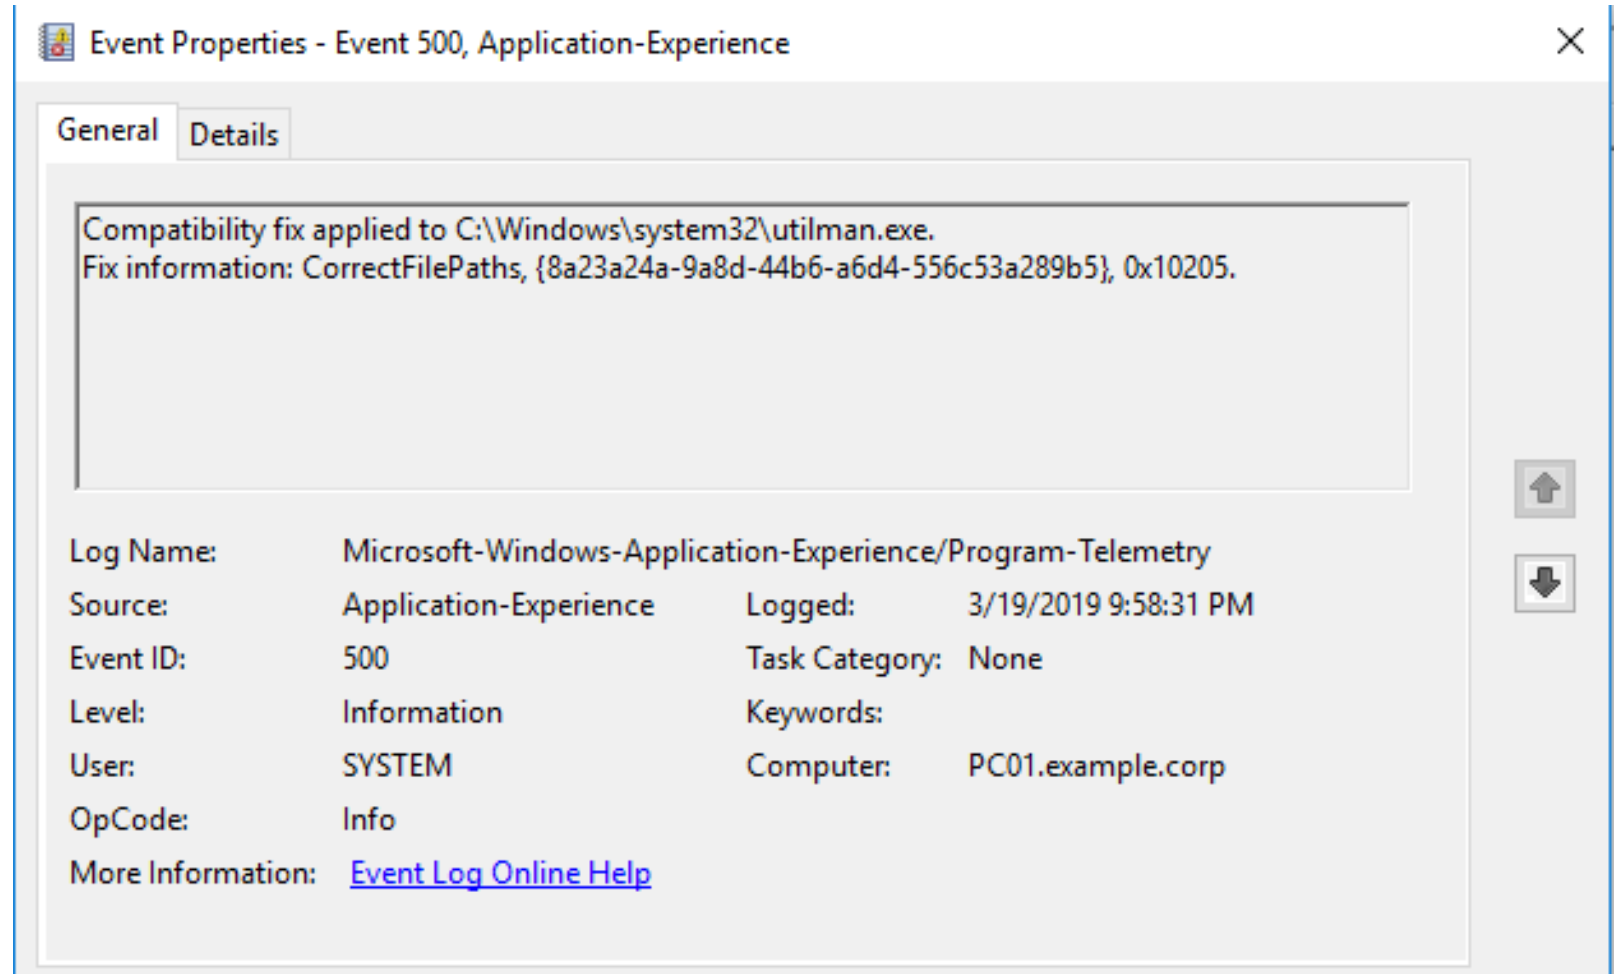 Event Properties - Event 500, Application-Experience
General
Details
Compatibility fix applied to C:\Windows\system32\utilman.exe.
Fix information: CorrectFilePaths, {8a23a24a-9a8d-44b6-a6d4-556c53a289b5}, 0x10205.
Log Name: Microsoft-Windows-Application-Experience/Program-Telemetry
Source: Application-Experience Logged: 3/19/2019 9:58:31 PM
Event ID: 500 Task Category: None
Level: Information Keywords:
User: SYSTEM Computer: PC01.example.corp
OpCode: Info
More Information: Event Log Online Help